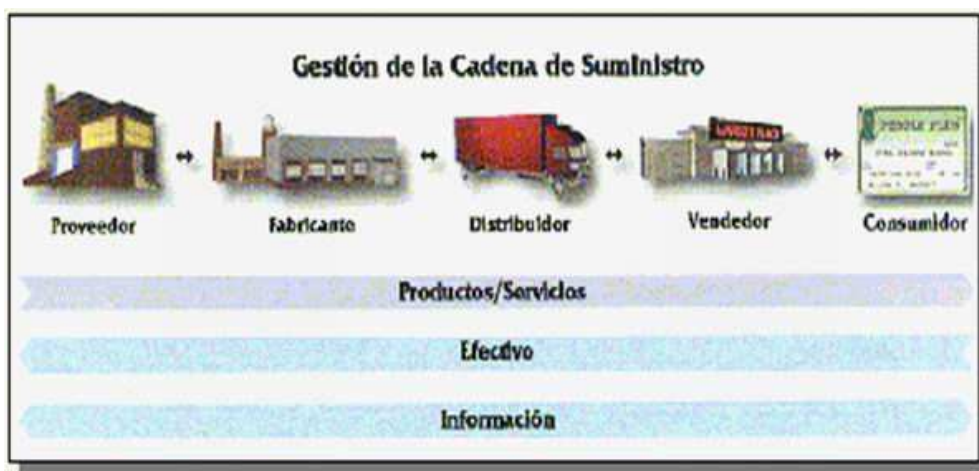 Gestión de la Cadena de Suministro
Proveedor
Fabricante
Distribuidor
Vendedor
Consumidor
Productos/Servicios
Efectivo
Información